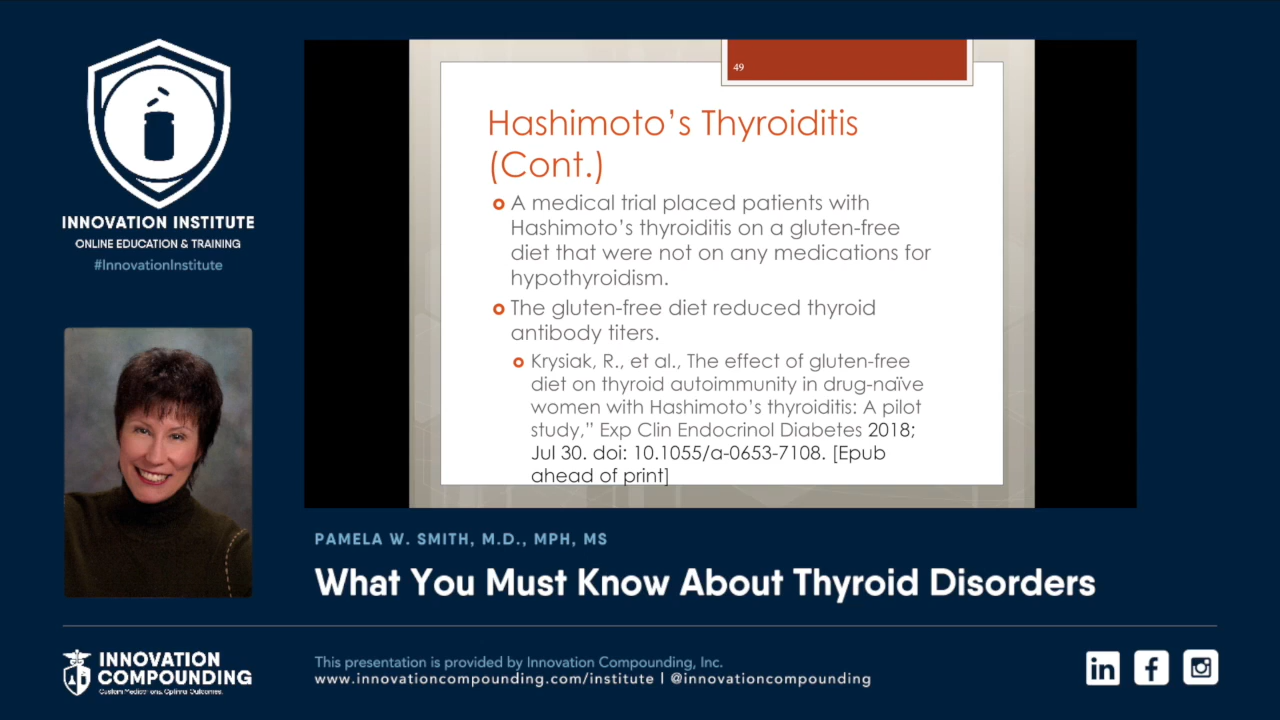 INNOVATION INSTITUTE
ONLINE EDUCATION & TRAINING
#InnovationInstitute
49
Hashimoto's Thyroiditis
(Cont.)
A medical trial placed patients with
Hashimoto's thyroiditis on a gluten-free
diet that were not on any medications for
hypothyroidism.
The gluten-free diet reduced thyroid
antibody titers.
Krysiak, R., et al., The effect of gluten-free
diet on thyroid autoimmunity in drug-naïve
women with Hashimoto's thyroiditis: A pilot
study,” Exp Clin Endocrinol Diabetes 2018;
Jul 30. doi: 10.1055/a-0653-7108. [Epub
ahead of print]
PAMELA W. SMITH, M.D., MPH, MS
What You Must Know About Thyroid Disorders
INNOVATION
COMPOUNDING
Custom Medications. Optimal Outcomes.
This presentation is provided by Innovation Compounding, Inc.
www.innovationcompounding.com/institute | @innovationcompounding
in
f